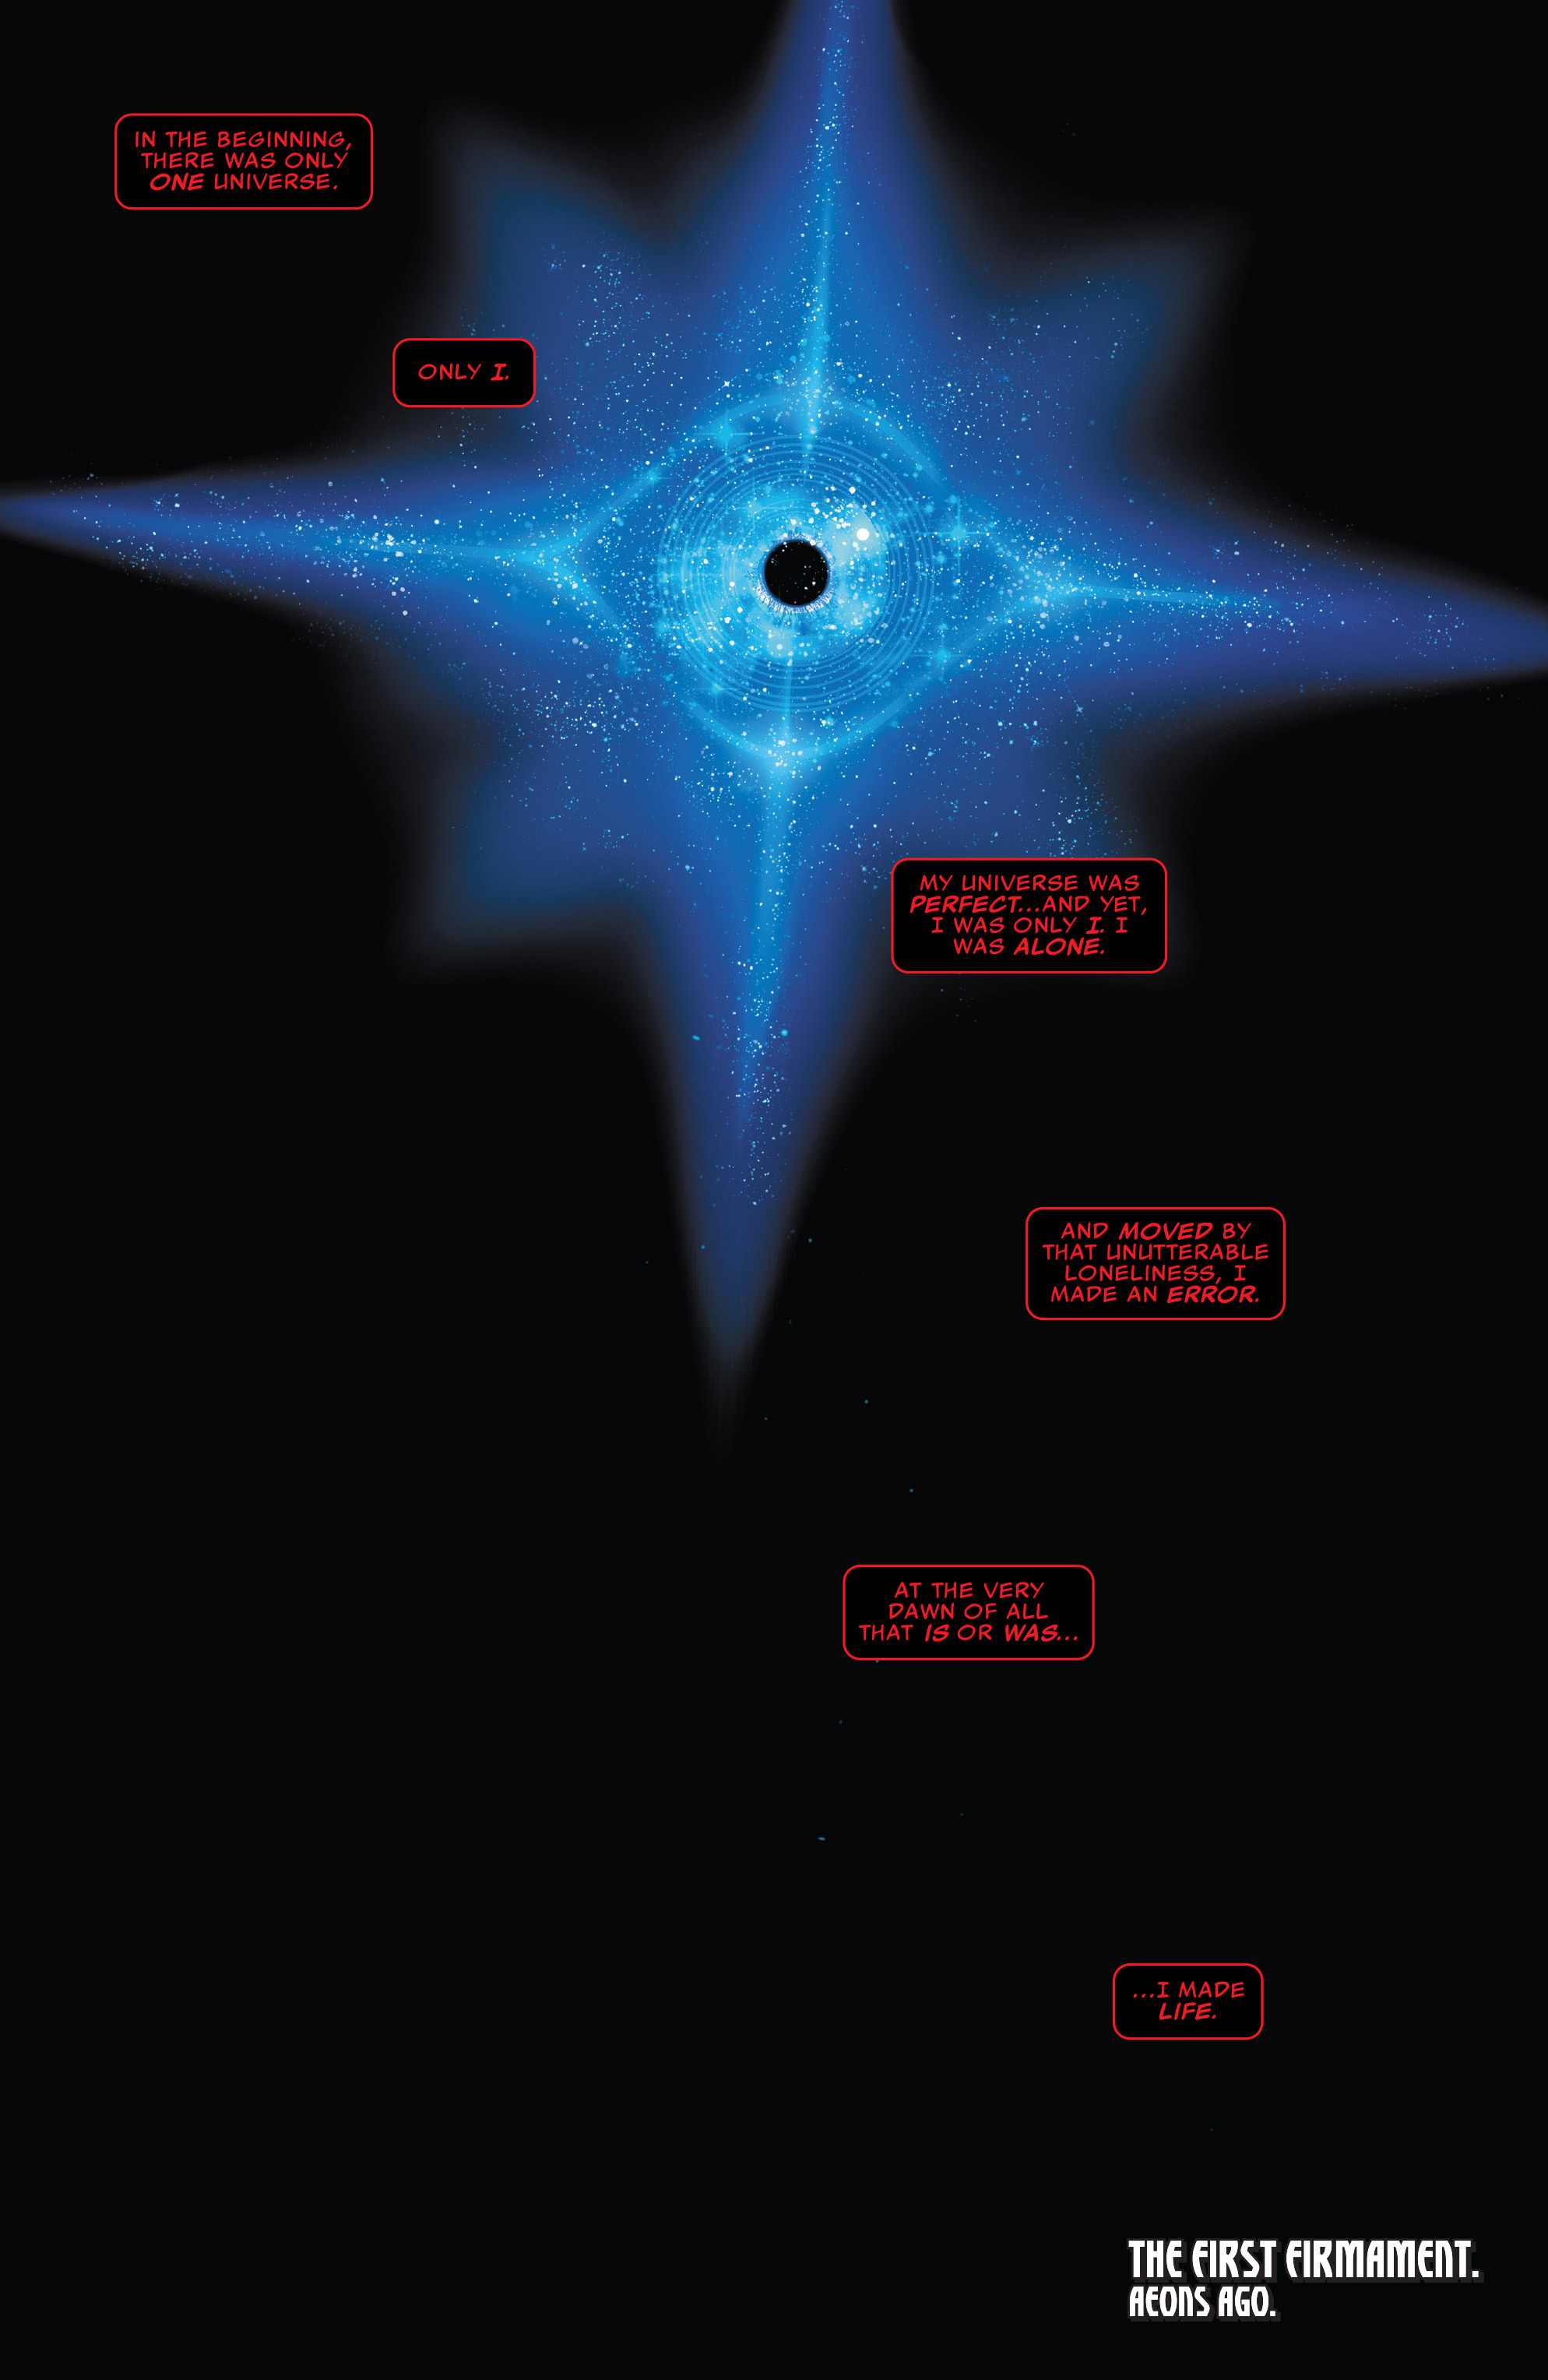 IN THE BEGINNING,
THERE WAS ONLY
ONE UNIVERSE.
ONLY I.
MY UNIVERSE WAS
PERFECT...AND YET,
I WAS ONLY I. I
WAS ALONE.
AND MOVED BY
THAT UNUTTERABLE
LONELINESS, I
MADE AN ERROR.
AT THE VERY
DAWN OF ALL
THAT IS OR WAS...
...I MADE
LIFE.
THE FIRST FIRMAMENT.
AEONS AGO.